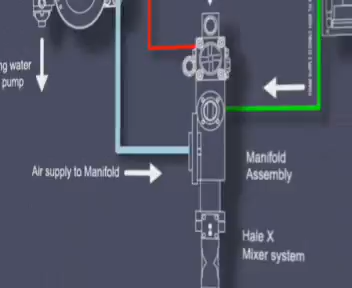 ng water
pump
Air supply to Manifold
Manifold
Assembly
Hale X
Mixer system